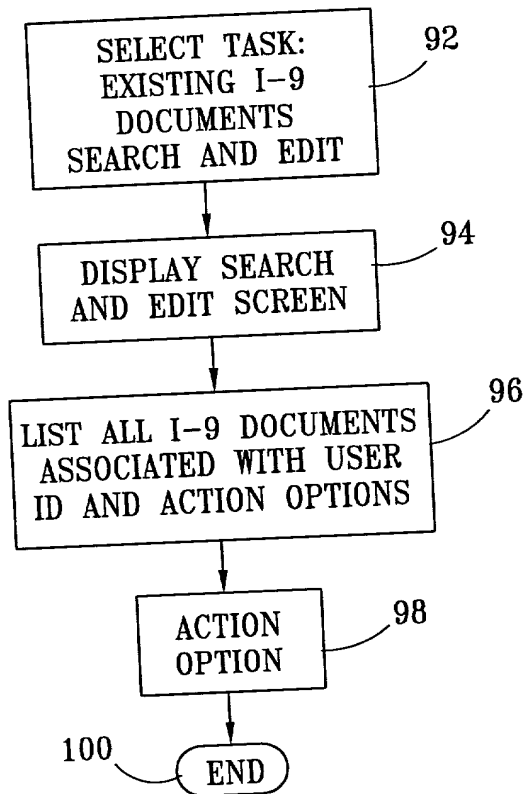 SELECT TASK:
EXISTING I-9
DOCUMENTS
SEARCH AND EDIT
92
DISPLAY SEARCH
AND EDIT SCREEN
94
LIST ALL I-9 DOCUMENTS
ASSOCIATED WITH USER
ID AND ACTION OPTIONS
96
ACTION
OPTION
98
100
END